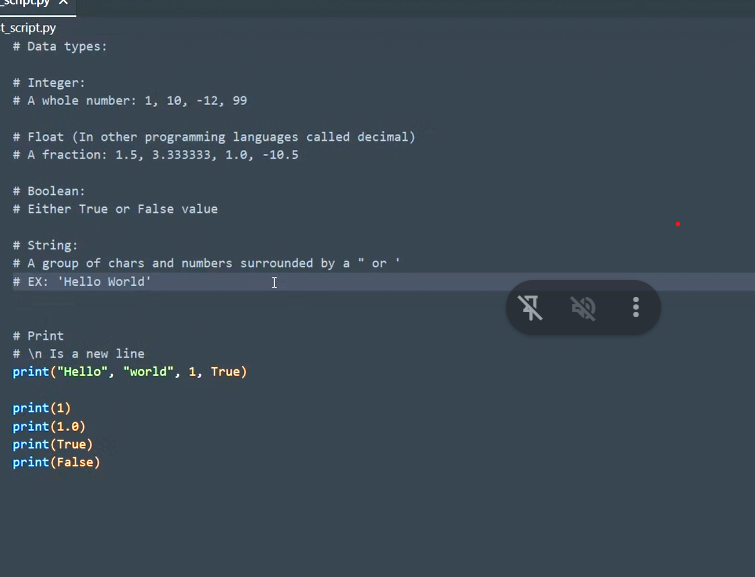 _script.py ×
t_script.py
# Data types:
# Integer:
# A whole number: 1, 10, -12, 99
# Float (In other programming languages called decimal)
# A fraction: 1.5, 3.333333, 1.0, -10.5
# Boolean:
# Either True or False value
# String:
# A group of chars and numbers surrounded by a " or '
# EX: 'Hello World'
# Print
# \n Is a new line
print("Hello", "world", 1, True)
print(1)
print(1.0)
print(True)
print(False)